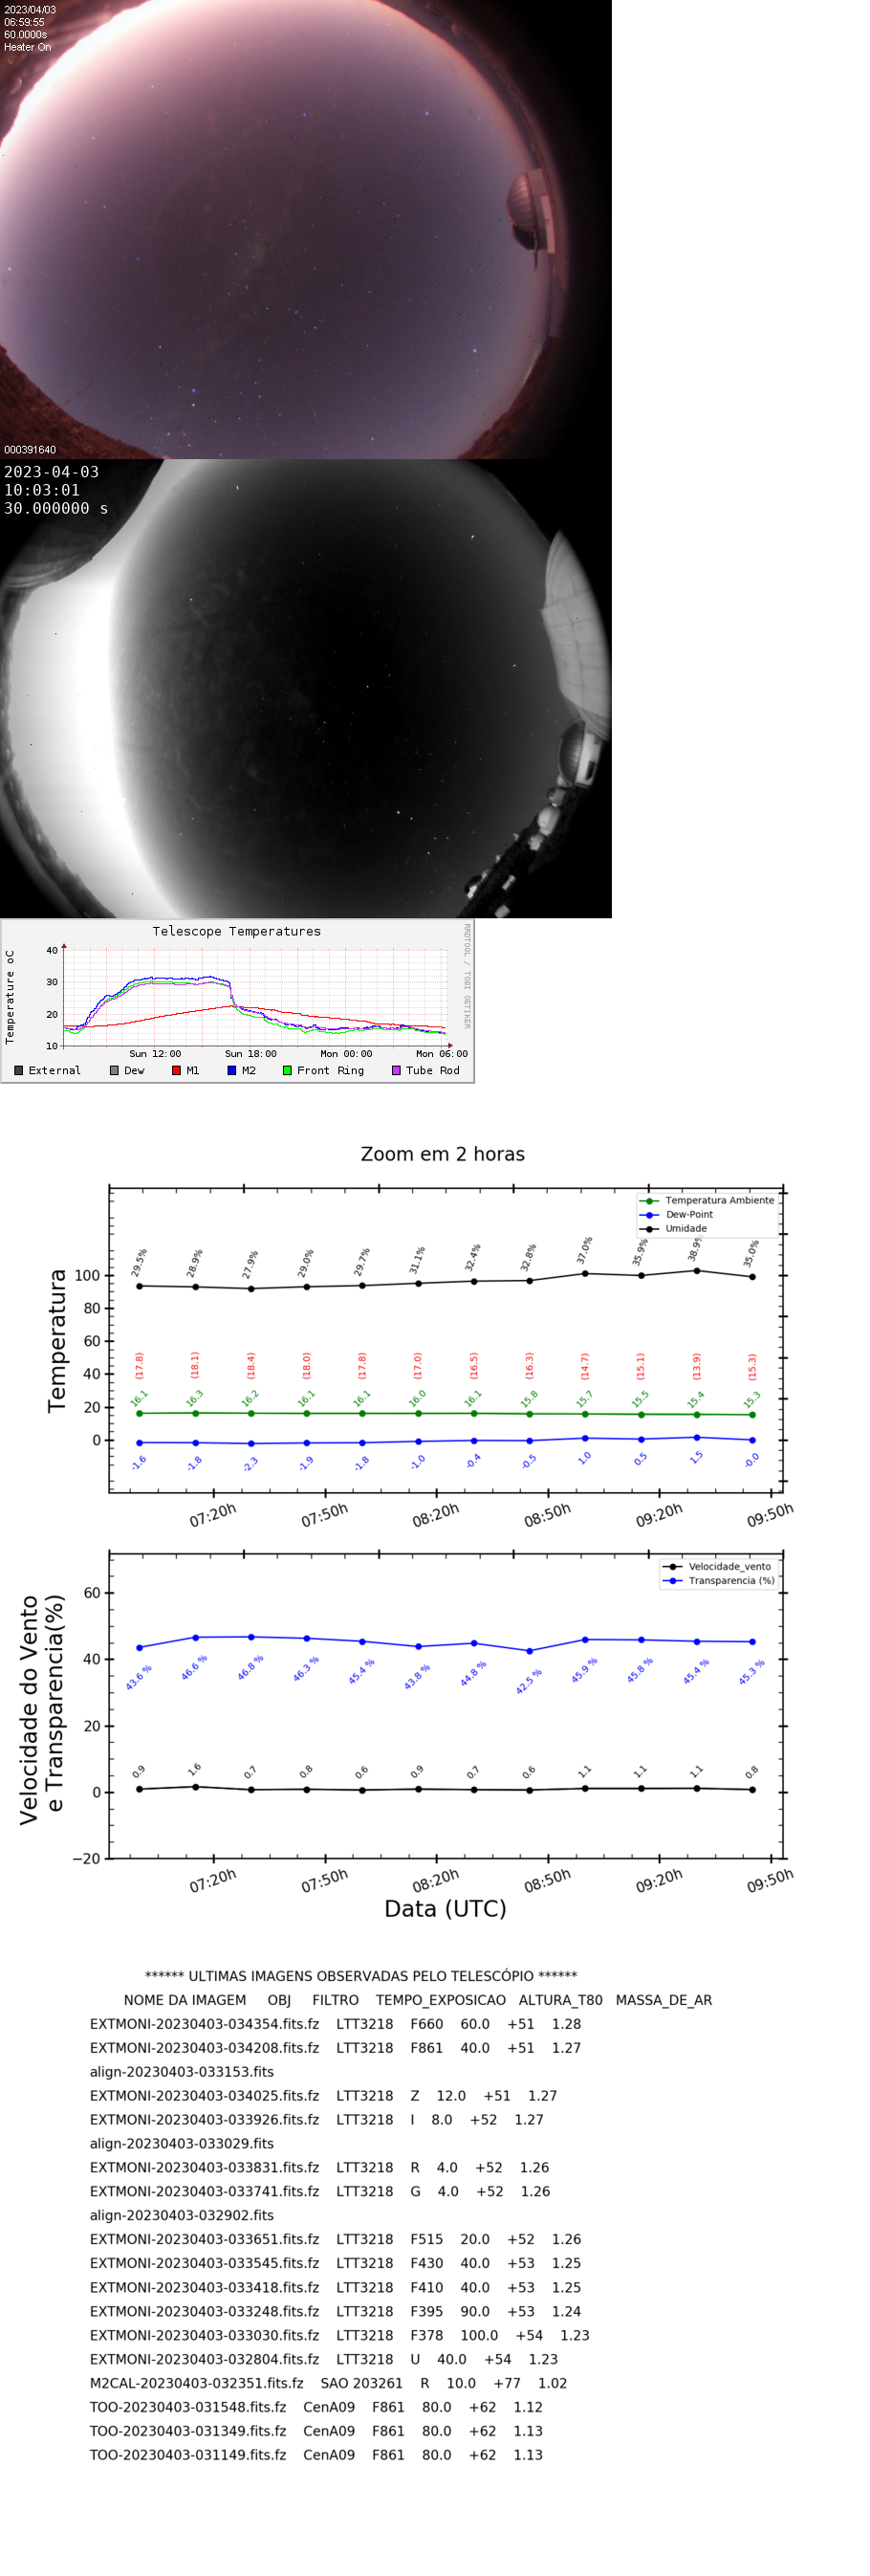 2023/04/03
06:59:55
60.0000s
Heater On
000391640
2023-04-03
10:03:01
30.000000 s
Telescope Temperatures
Temperature oC
RRDTOOL / TOBI OETIKER
40
30
20
10
Sun 12:00 Sun 18:00 Mon 00:00 Mon 06:00
External Dew M1 M2 Front Ring Tube Rod
Zoom em 2 horas
Temperatura
Temperatura Ambiente
Dew-Point
Umidade
29.5% 28.9% 27.9% 29.0% 29.7% 31.1% 32.4% 32.8% 37.0% 35.9% 38.9% 35.0%
100
80
60
40
20
0
(17.8) (18.1) (18.4) (18.0) (17.8) (17.0) (16.5) (16.3) (14.7) (15.1) (13.9) (15.3)
16.1 16.3 16.2 16.1 16.1 16.0 16.1 15.8 15.7 15.5 15.4 15.3
-1.6 -1.8 -2.3 -1.9 -1.8 -1.0 -0.4 -0.5 1.0 0.5 1.5 -0.0
07:20h 07:50h 08:20h 08:50h 09:20h 09:50h
Velocidade do Vento
e Transparencia(%)
Velocidade_vento
Transparencia (%)
60
40
20
0
−20
43.6 % 46.6 % 46.8 % 46.3 % 45.4 % 43.8 % 44.8 % 42.5 % 45.9 % 45.8 % 45.4 % 45.3 %
0.9 1.6 0.7 0.8 0.6 0.9 0.7 0.6 1.1 1.1 1.1 0.8
07:20h 07:50h 08:20h 08:50h 09:20h 09:50h
Data (UTC)
****** ULTIMAS IMAGENS OBSERVADAS PELO TELESCÓPIO ******
NOME DA IMAGEM OBJ FILTRO TEMPO_EXPOSICAO ALTURA_T80 MASSA_DE_AR
EXTMONI-20230403-034354.fits.fz LTT3218 F660 60.0 +51 1.28
EXTMONI-20230403-034208.fits.fz LTT3218 F861 40.0 +51 1.27
align-20230403-033153.fits
EXTMONI-20230403-034025.fits.fz LTT3218 Z 12.0 +51 1.27
EXTMONI-20230403-033926.fits.fz LTT3218 I 8.0 +52 1.27
align-20230403-033029.fits
EXTMONI-20230403-033831.fits.fz LTT3218 R 4.0 +52 1.26
EXTMONI-20230403-033741.fits.fz LTT3218 G 4.0 +52 1.26
align-20230403-032902.fits
EXTMONI-20230403-033651.fits.fz LTT3218 F515 20.0 +52 1.26
EXTMONI-20230403-033545.fits.fz LTT3218 F430 40.0 +53 1.25
EXTMONI-20230403-033418.fits.fz LTT3218 F410 40.0 +53 1.25
EXTMONI-20230403-033248.fits.fz LTT3218 F395 90.0 +53 1.24
EXTMONI-20230403-033030.fits.fz LTT3218 F378 100.0 +54 1.23
EXTMONI-20230403-032804.fits.fz LTT3218 U 40.0 +54 1.23
M2CAL-20230403-032351.fits.fz SAO 203261 R 10.0 +77 1.02
TOO-20230403-031548.fits.fz CenA09 F861 80.0 +62 1.12
TOO-20230403-031349.fits.fz CenA09 F861 80.0 +62 1.13
TOO-20230403-031149.fits.fz CenA09 F861 80.0 +62 1.13